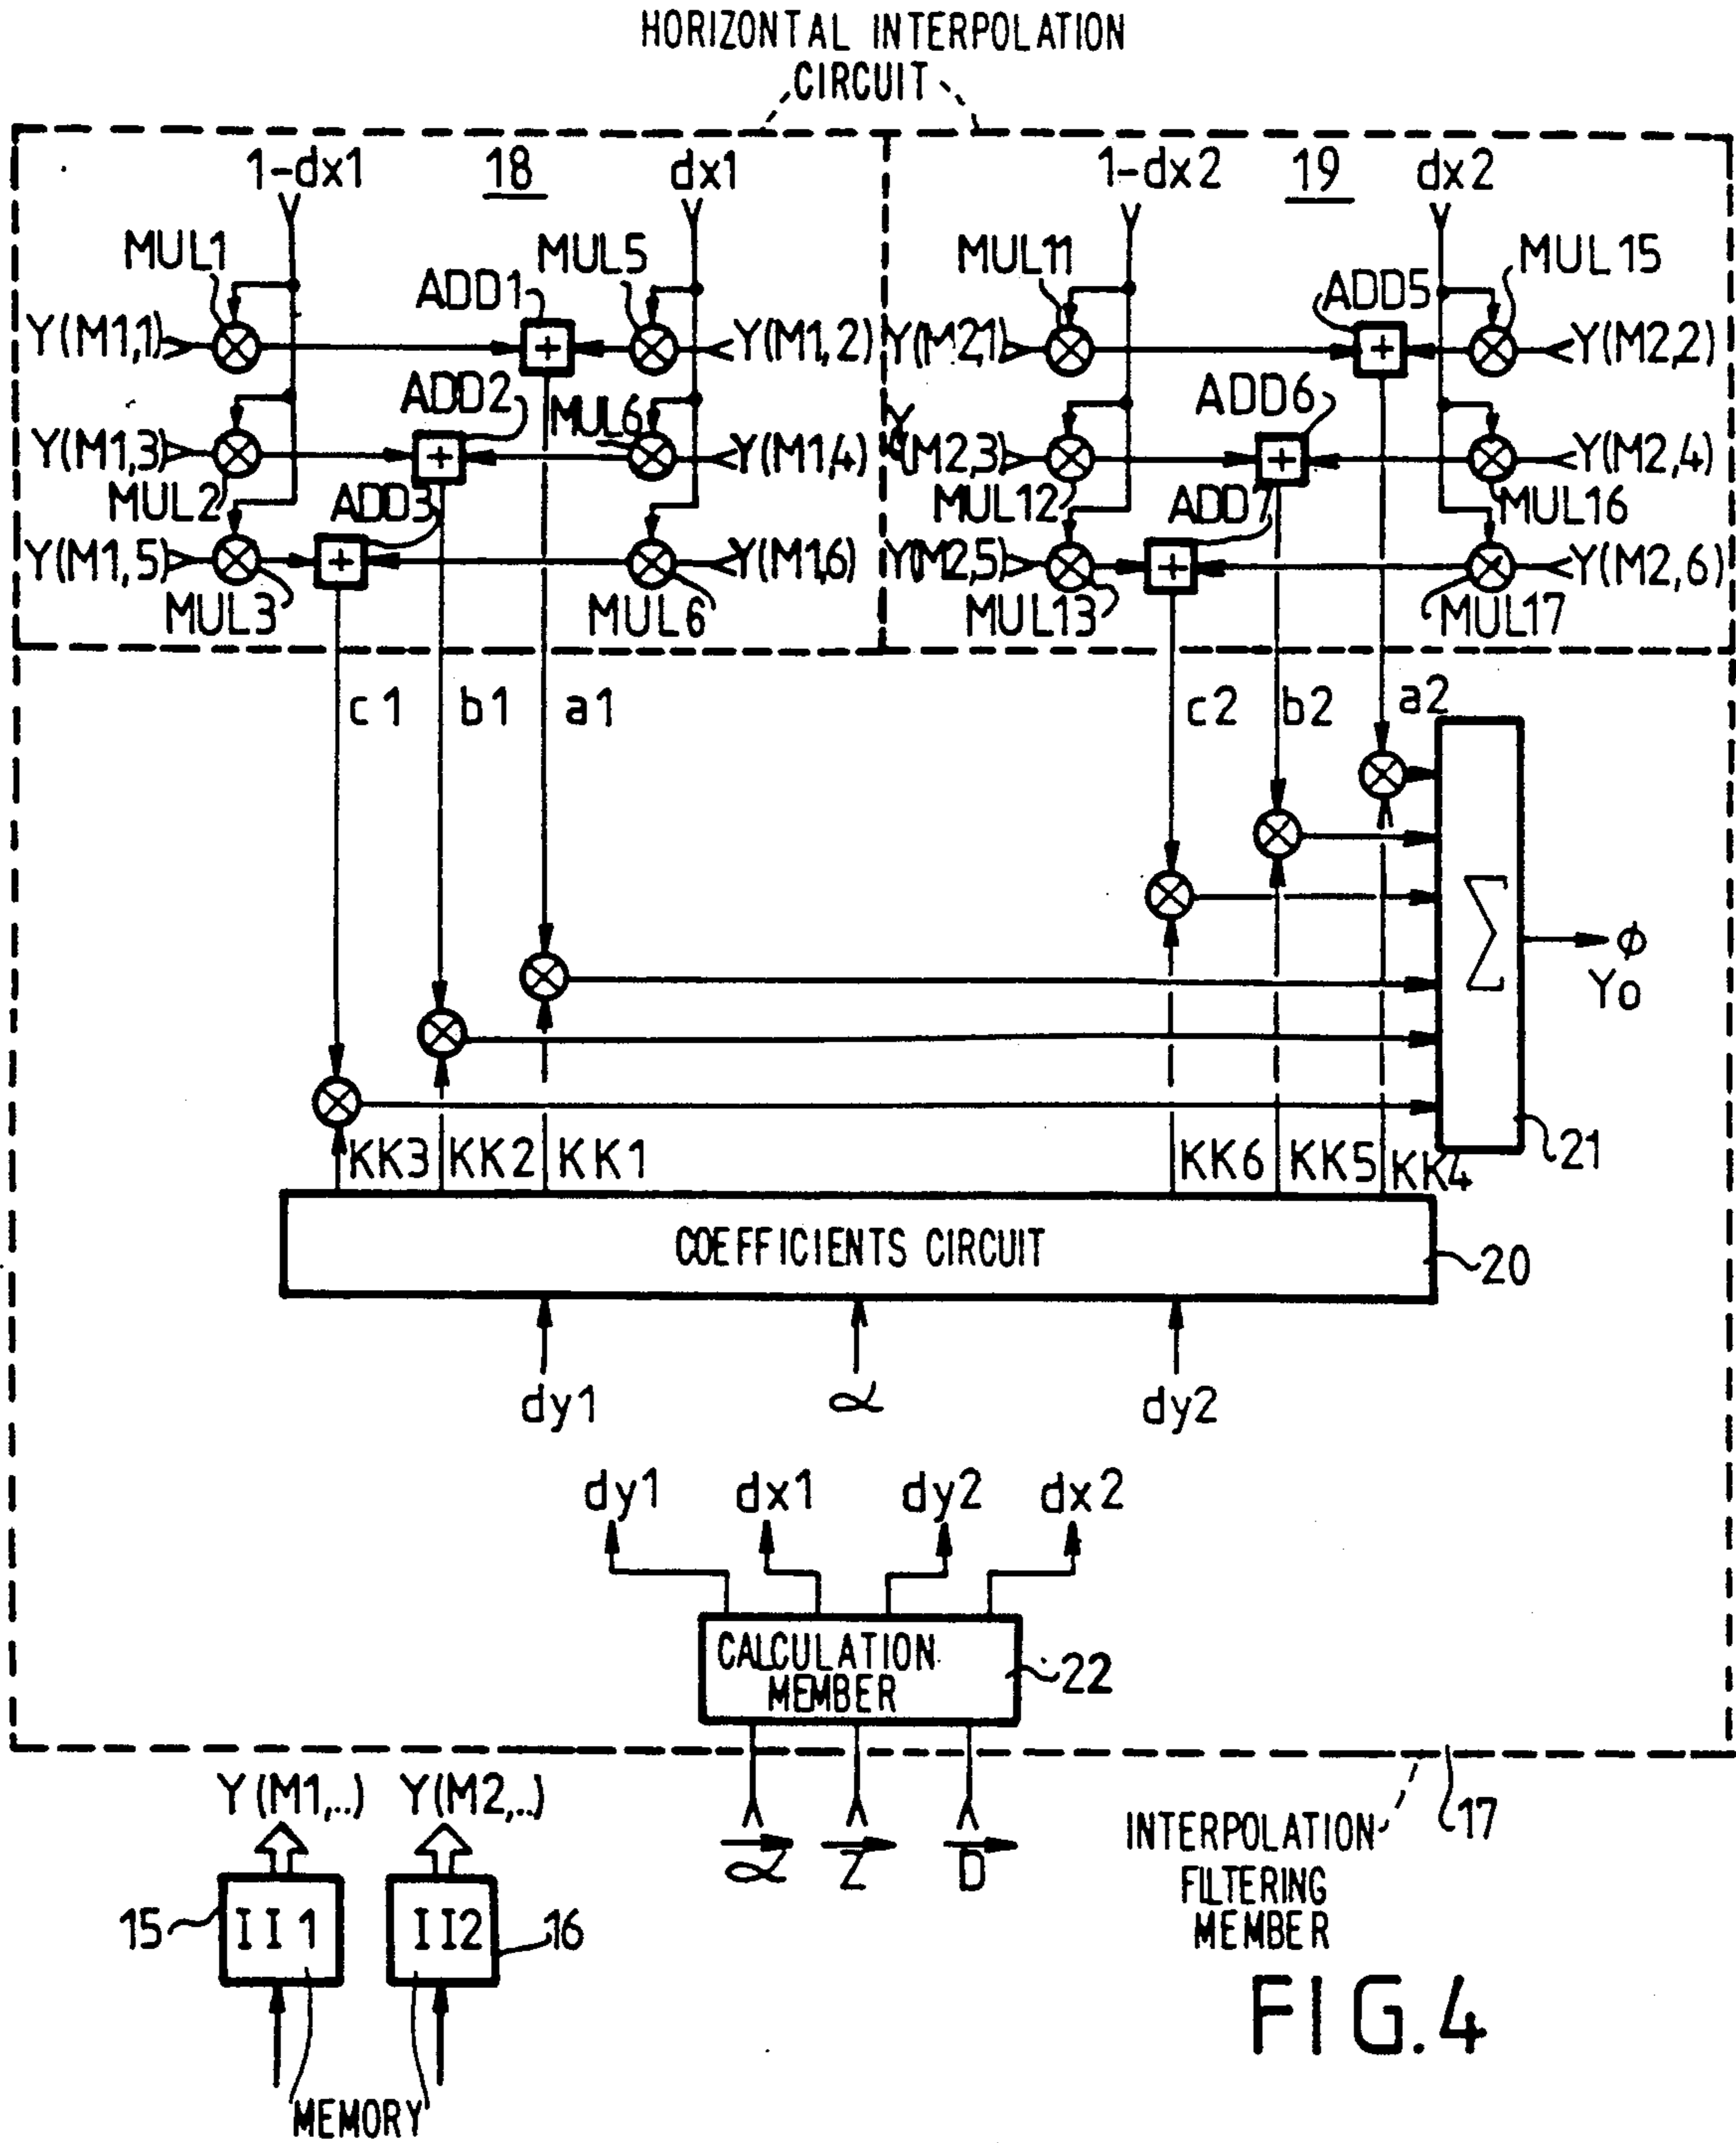 HORIZONTAL INTERPOLATION
CIRCUIT
1-dx1 18 dx1 1-dx2 19 dx2
MUL1 ADD1 MUL5 MUL11 ADD5 MUL15
Y(M1,1) + Y(M1,2) Y(M2,1) + Y(M2,2)
ADD2 MUL6 ADD6
Y(M1,3) + Y(M1,4) Y(M2,3) + Y(M2,4)
MUL2 ADD3 MUL12 ADD7 MUL16
Y(M1,5) + Y(M1,6) Y(M2,5) + Y(M2,6)
MUL3 MUL6 MUL13 MUL17
c1 b1 a1 c2 b2 a2
Σ
ϕ
Yo
KK3 KK2 KK1 KK6 KK5 KK4 21
COEFFICIENTS CIRCUIT 20
dy1 α dy2
dy1 dx1 dy2 dx2
CALCULATION
MEMBER 22
Y(M1,..) Y(M2,..)
α Z D
INTERPOLATION 17
FILTERING
MEMBER
15 II1 II2 16
FIG.4
MEMORY